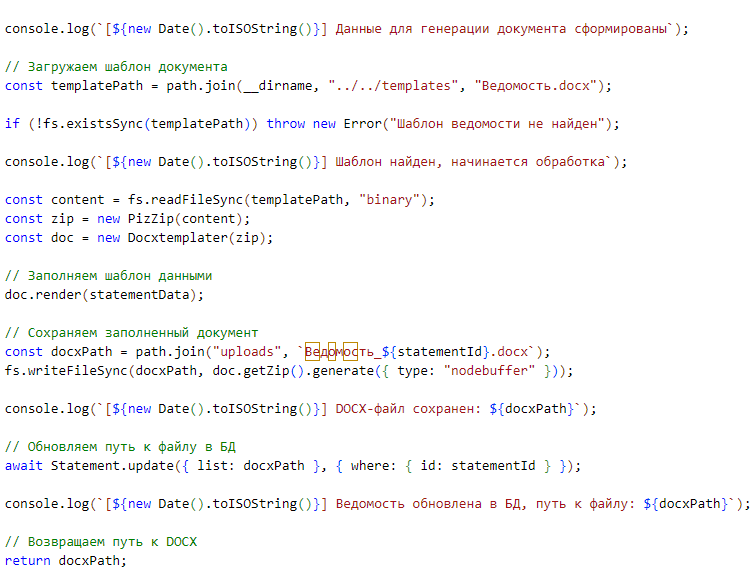 console.log(`[${new Date().toISOString()}] Данные для генерации документа сформированы`);
// Загружаем шаблон документа
const templatePath = path.join(__dirname, "../../templates", "Ведомость.docx");
if (!fs.existsSync(templatePath)) throw new Error("Шаблон ведомости не найден");
console.log(`[${new Date().toISOString()}] Шаблон найден, начинается обработка`);
const content = fs.readFileSync(templatePath, "binary");
const zip = new PizZip(content);
const doc = new Docxtemplater(zip);
// Заполняем шаблон данными
doc.render(statementData);
// Сохраняем заполненный документ
const docxPath = path.join("uploads", `Ведомость_${statementId}.docx`);
fs.writeFileSync(docxPath, doc.getZip().generate({ type: "nodebuffer" }));
console.log(`[${new Date().toISOString()}] DOCX-файл сохранен: ${docxPath}`);
// Обновляем путь к файлу в БД
await Statement.update({ list: docxPath }, { where: { id: statementId } });
console.log(`[${new Date().toISOString()}] Ведомость обновлена в БД, путь к файлу: ${docxPath}`);
// Возвращаем путь к DOCX
return docxPath;